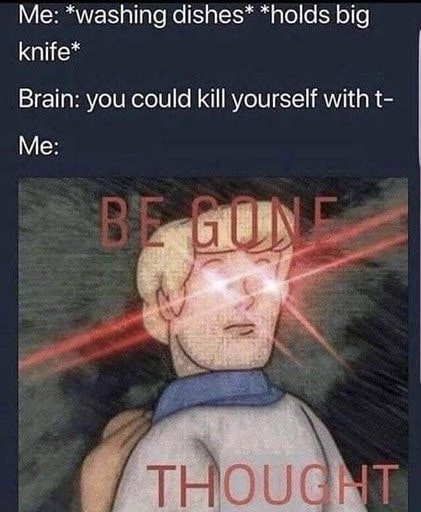 Me: *washing dishes* *holds big
knife*
Brain: you could kill yourself with t-
Me:
BE GONE
THOUGHT